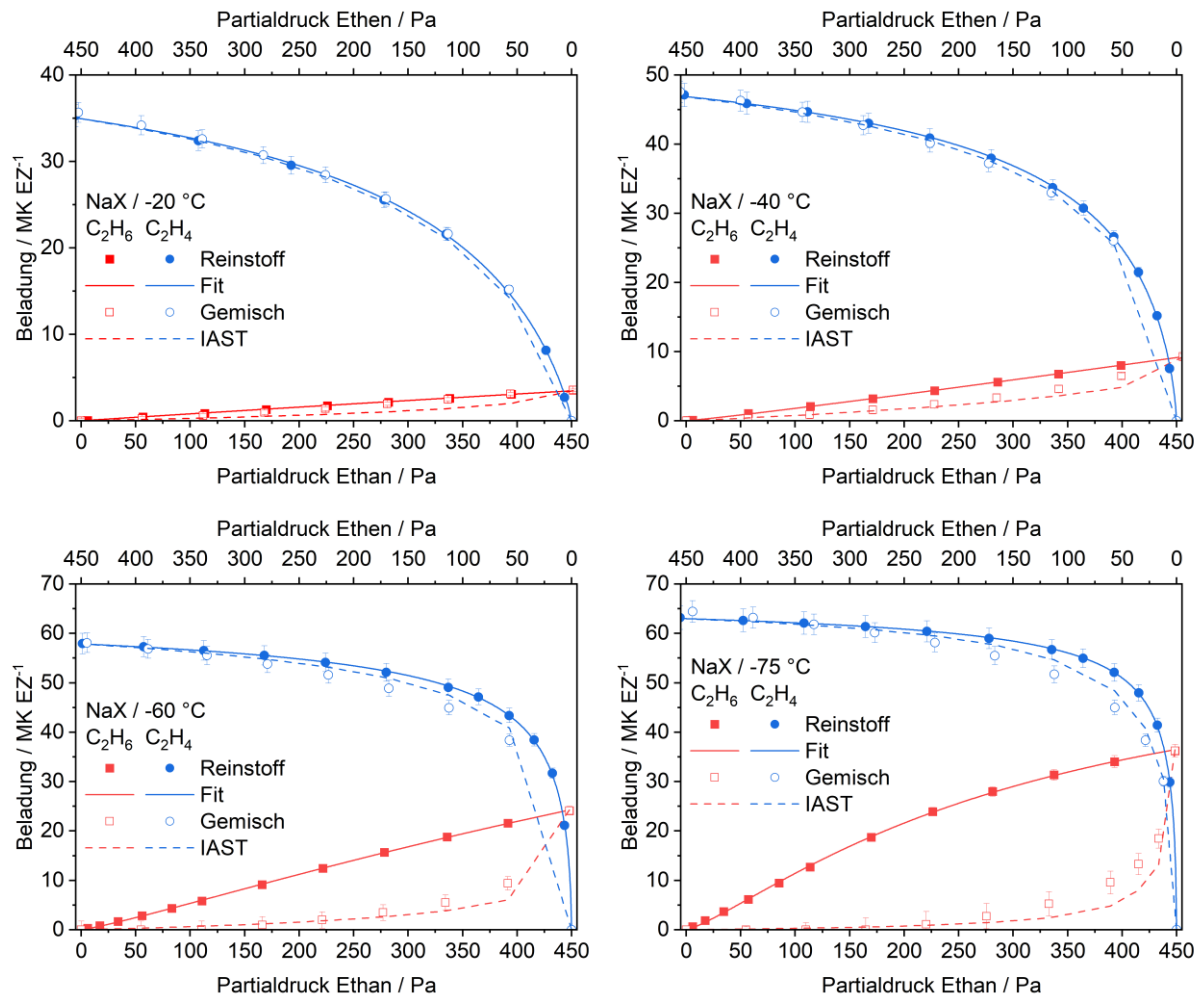 Partialdruck Ethen / Pa
450 400 350 300 250 200 150 100 50 0
40
30
20
10
0
Beladung / MK EZ⁻¹
NaX / -20 °C
C₂H₆ C₂H₄
Reinstoff
Fit
Gemisch
IAST
0 50 100 150 200 250 300 350 400 450
Partialdruck Ethan / Pa
Partialdruck Ethen / Pa
450 400 350 300 250 200 150 100 50 0
50
40
30
20
10
0
Beladung / MK EZ⁻¹
NaX / -40 °C
C₂H₆ C₂H₄
Reinstoff
Fit
Gemisch
IAST
0 50 100 150 200 250 300 350 400 450
Partialdruck Ethan / Pa
Partialdruck Ethen / Pa
450 400 350 300 250 200 150 100 50 0
70
60
50
40
30
20
10
0
Beladung / MK EZ⁻¹
NaX / -60 °C
C₂H₆ C₂H₄
Reinstoff
Fit
Gemisch
IAST
0 50 100 150 200 250 300 350 400 450
Partialdruck Ethan / Pa
Partialdruck Ethen / Pa
450 400 350 300 250 200 150 100 50 0
70
60
50
40
30
20
10
0
Beladung / MK EZ⁻¹
NaX / -75 °C
C₂H₆ C₂H₄
Reinstoff
Fit
Gemisch
IAST
0 50 100 150 200 250 300 350 400 450
Partialdruck Ethan / Pa